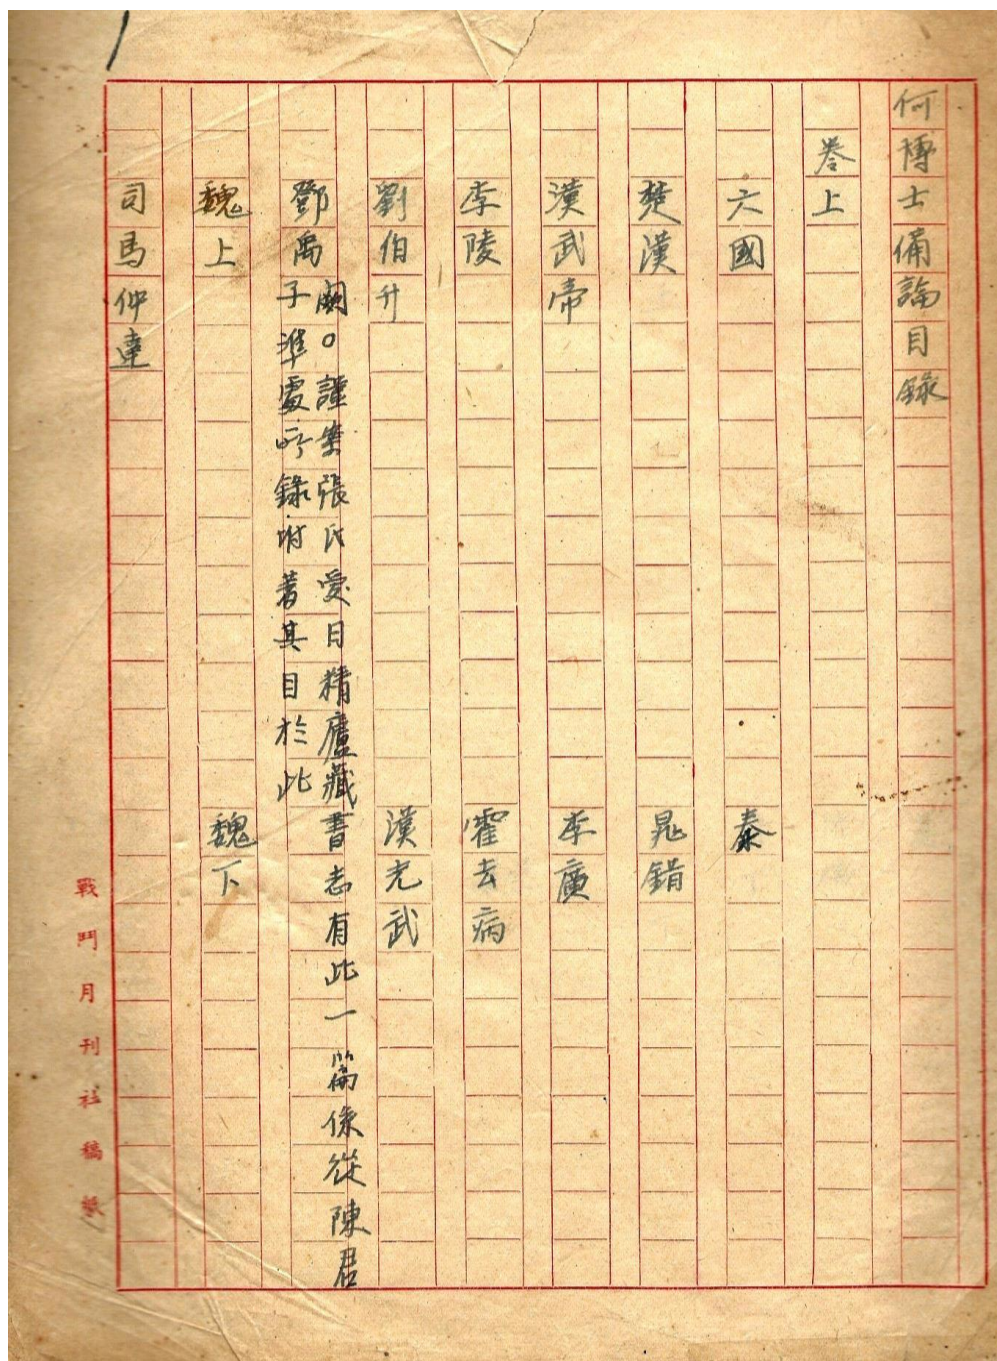 何博士備論目錄
卷上
六國 秦
楚漢 晁錯
漢武帝 李廣
李陵 霍去病
劉伯升 漢光武
鄧禹 闕。謹案張氏愛日精廬藏書志有此一篇係從陳君
子準處所錄坿著其目於此
魏上 魏下
司馬仲達
戰鬥月刊社稿紙